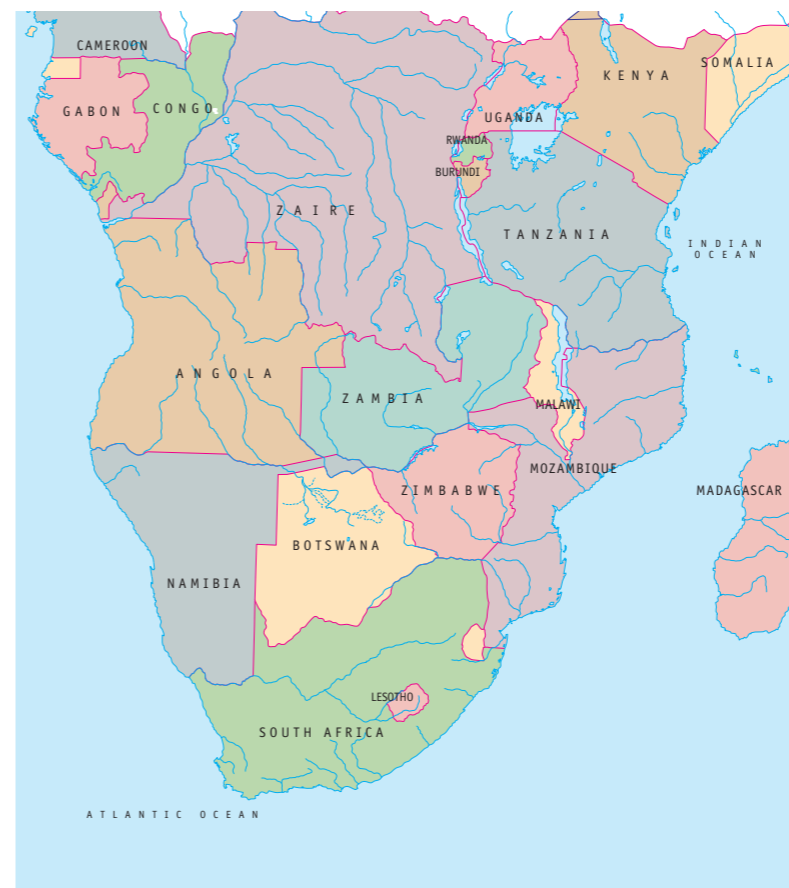 CAMEROON
SOMALIA
KENYA
GABON
CONGO
UGANDA
RWANDA
BURUNDI
ZAIRE
TANZANIA
INDIAN
OCEAN
ANGOLA
ZAMBIA
MALAWI
MOZAMBIQUE
ZIMBABWE
MADAGASCAR
BOTSWANA
NAMIBIA
LESOTHO
SOUTH AFRICA
ATLANTIC OCEAN